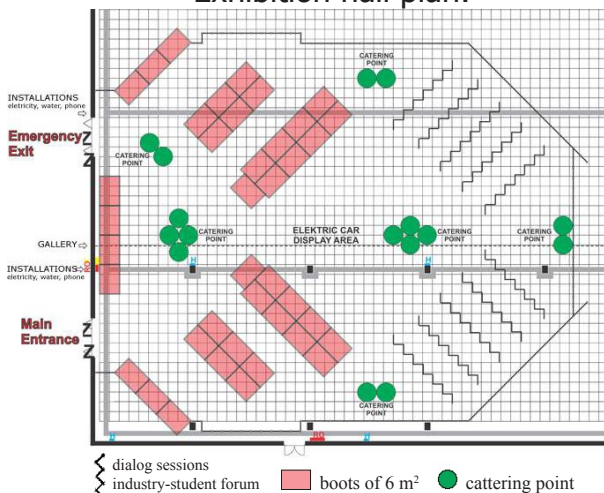 Exhibition hall plan.
CATERING
POINT
INSTALLATIONS
eletricity, water, phone
Emergency
Exit
CATERING
POINT
CATERING
POINT
ELEKTRIC CAR
DISPLAY AREA
CATERING
POINT
CATERING
POINT
GALLERY
H
H
INSTALLATIONS
eletricity, water, phone
Main
Entrance
CATERING
POINT
H
RO
H
dialog sessions
industry-student forum
boots of 6 m²
cattering point